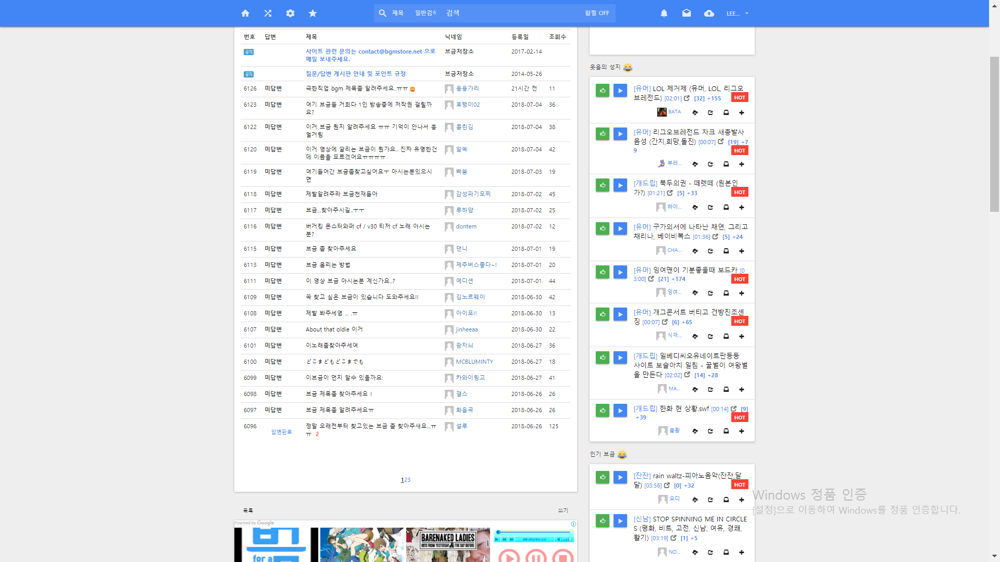 제목 일반검색 검색 합필 OFF LEE...
번호 답변 제목 닉네임 등록일 조회수
공지 사이트 관련 문의는 contact@bgmstore.net 으로 브금저장소 2017-02-14
메일 보내주세요.
공지 질문/답변 게시판 안내 및 포인트 규정 브금저장소 2014-05-26
6126 미답변 극한직업 bgm 제목좀 알려주세요..ㅠㅠ N 용용가리 21시간 전 11
6123 미답변 여기 브금들 거희다 1인 방송중에 저작권 걸릴까 호랭이02 2018-07-04 36
요?
6122 미답변 이거 브금 뭔지 알려주세요 ㅠㅠ 기억이 안나서 흥 콜린김 2018-07-04 38
얼거림
6120 미답변 이거 영상에 깔리는 브금이 뭔가요.. 진짜 유명한건 알쏙 2018-07-04 42
데 이름을 모르겠어요ㅠㅠㅠㅠ
6119 미답변 여기들어간 브금좀찾고싶어요ㅜ 아시는분있으시 삐용 2018-07-03 19
면
6118 미답변 제발알려주라 브금천재들아 감성파기모찌 2018-07-02 45
6117 미답변 브금...찾아주시길..ㅜㅜ 루하얌 2018-07-02 25
6116 미답변 버거킹 몬스터와퍼 cf / v30 티저 cf 노래 아시는 dontem 2018-07-02 12
분?
6115 미답변 브금 좀 찾아주세요 댄니 2018-07-01 19
6113 미답변 브금 올리는 방법 제주버스좋다~! 2018-07-01 20
6111 미답변 이 영상 브금 아시는분 계신가요..? 에디션 2018-07-01 44
6109 미답변 꼭 찾고 싶은 브금이 있습니다 도와주세요!! 김노르웨이 2018-06-30 42
6108 미답변 제발 봐주세염 ... .ㅠ 아이포!! 2018-06-30 13
6107 미답변 About that oldie 이거 jinheeaa 2018-06-30 22
6101 미답변 이노래좀찾아주세여 광자늬 2018-06-27 36
6100 미답변 どこまどもどこまでも MCBLUMINTY 2018-06-27 18
6099 미답변 이브금이 먼지 알수 있을까요: 카와이링고 2018-06-27 41
6098 미답변 브금 제목좀 찾아주세요 ! 결스 2018-06-26 26
6097 미답변 브금 제목좀 알려주세요ㅠ 화음곡 2018-06-26 26
6096 답변완료 정말 오래전부터 찾고있는 브금 좀 찾아주새요...ㅠ 설루 2018-06-26 125
ㅠ 2
123
목록 쓰기
Powered by Google
for a
BARENAKED LADIES
HITS FROM YESTERDAY & THE DAY BEFORE
00:03/03:52
웃음의 성지
[유머] LOL 제거제 (유머, LOL, 리그오
브레전드) [02:01] [32] +155 HOT
BATA
[유머] 리그오브레전드 자크 새총발사
음성 (간지,희망,돌진) [00:07] [19] +7
9 HOT
부러...
[개드립] 북두의권 - 떼렛떼 (원본인
가?) [01:21] [5] +33 HOT
하이...
[유머] 구가의서에 나타난 채연, 그리고
채리나, 베이비복스 [01:36] [5] +24
CHA...
[유머] 잉여맨이 기분좋을때 보드카 [0
3:00] [21] +174 HOT
잉여...
[유머] 개그콘서트 버티고 건방진조센
징 [00:07] [6] +65 HOT
식객...
[개드립] 일베디씨오유네이트판등등
사이트 보슬아치 일침 - 꿀벌이 여왕벌
을 만든다 [02:02] [14] +28
MA...
[개드립] 한화 현 상황.swf [00:14] [9]
+39 HOT
클쾅
인기 브금
[잔잔] rain waltz-피아노음악(잔잔,달
달) [03:56] [0] +32 HOT
오디
[신남] STOP SPINNING ME IN CIRCLE
S (평화, 비트, 고전, 신남, 여유, 경쾌,
활기) [03:19] [1] +5
NO...
Windows 정품 인증
[설정]으로 이동하여 Windows를 정품 인증합니다.